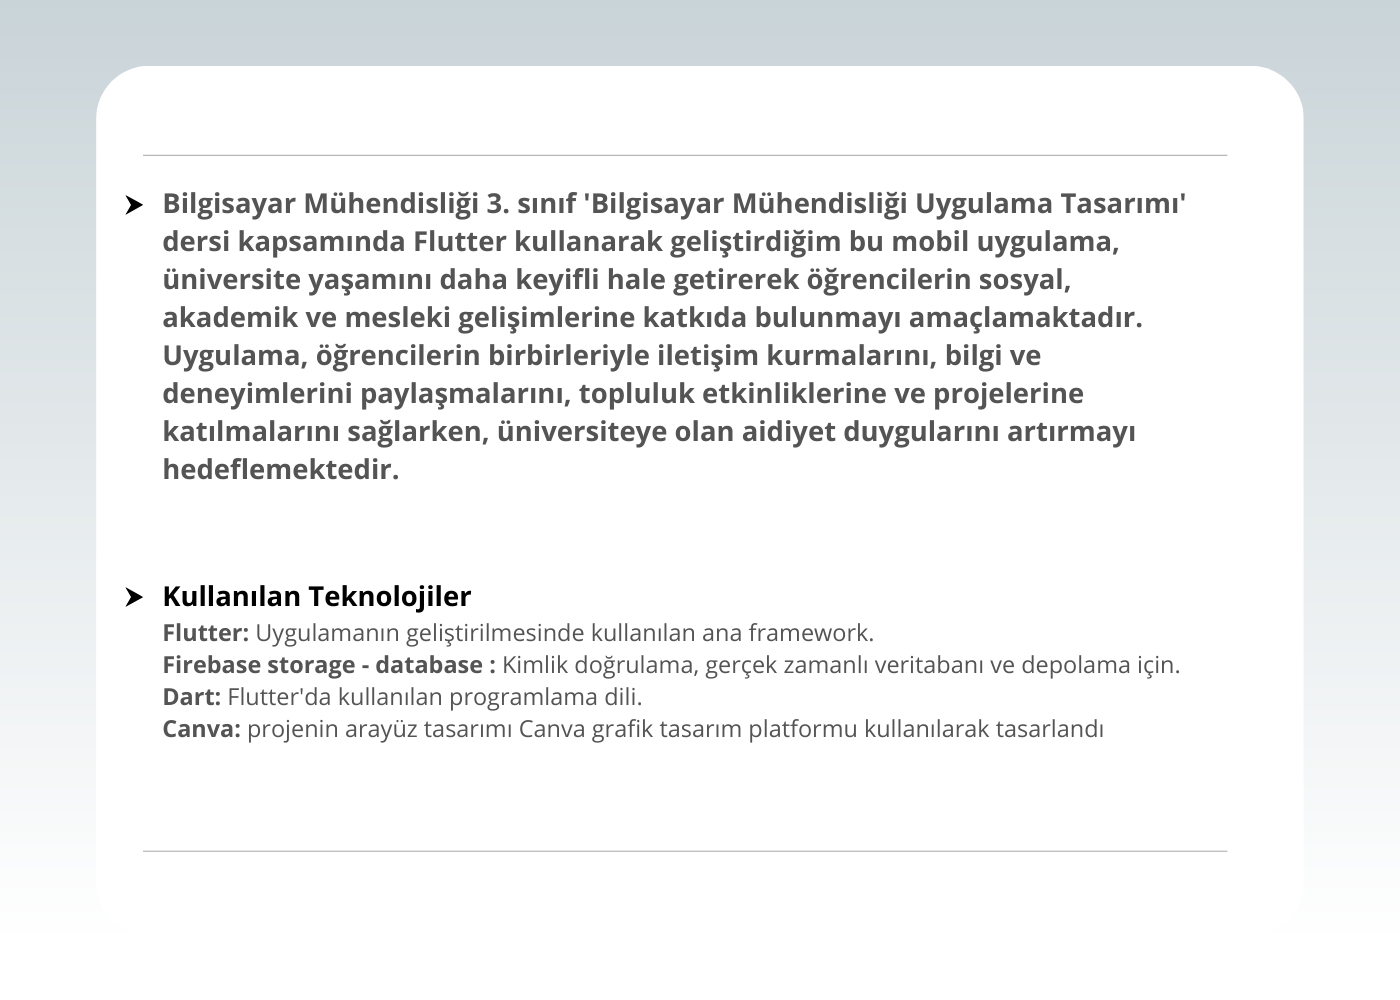 Bilgisayar Mühendisliği 3. sınıf 'Bilgisayar Mühendisliği Uygulama Tasarımı'
dersi kapsamında Flutter kullanarak geliştirdiğim bu mobil uygulama,
üniversite yaşamını daha keyifli hale getirerek öğrencilerin sosyal,
akademik ve mesleki gelişimlerine katkıda bulunmayı amaçlamaktadır.
Uygulama, öğrencilerin birbirleriyle iletişim kurmalarını, bilgi ve
deneyimlerini paylaşmalarını, topluluk etkinliklerine ve projelerine
katılmalarını sağlarken, üniversiteye olan aidiyet duygularını artırmayı
hedeflemektedir.
Kullanılan Teknolojiler
Flutter: Uygulamanın geliştirilmesinde kullanılan ana framework.
Firebase storage - database : Kimlik doğrulama, gerçek zamanlı veritabanı ve depolama için.
Dart: Flutter'da kullanılan programlama dili.
Canva: projenin arayüz tasarımı Canva grafik tasarım platformu kullanılarak tasarlandı